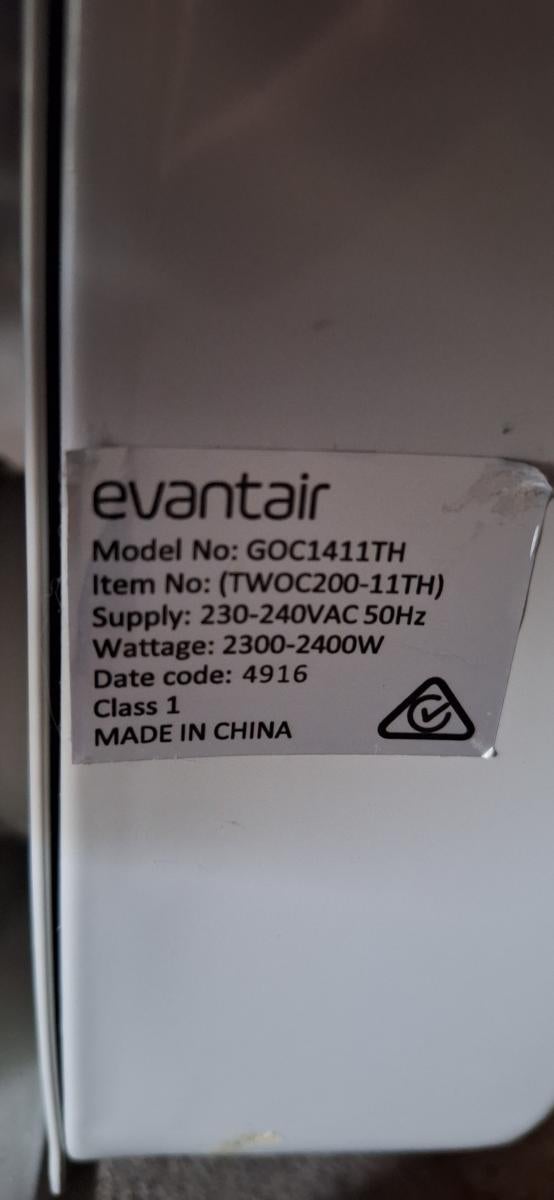 evantair
Model No: GOC1411TH
Item No: (TWOC200-11TH)
Supply: 230-240VAC 50Hz
Wattage: 2300-2400W
Date code: 4916
Class 1
MADE IN CHINA